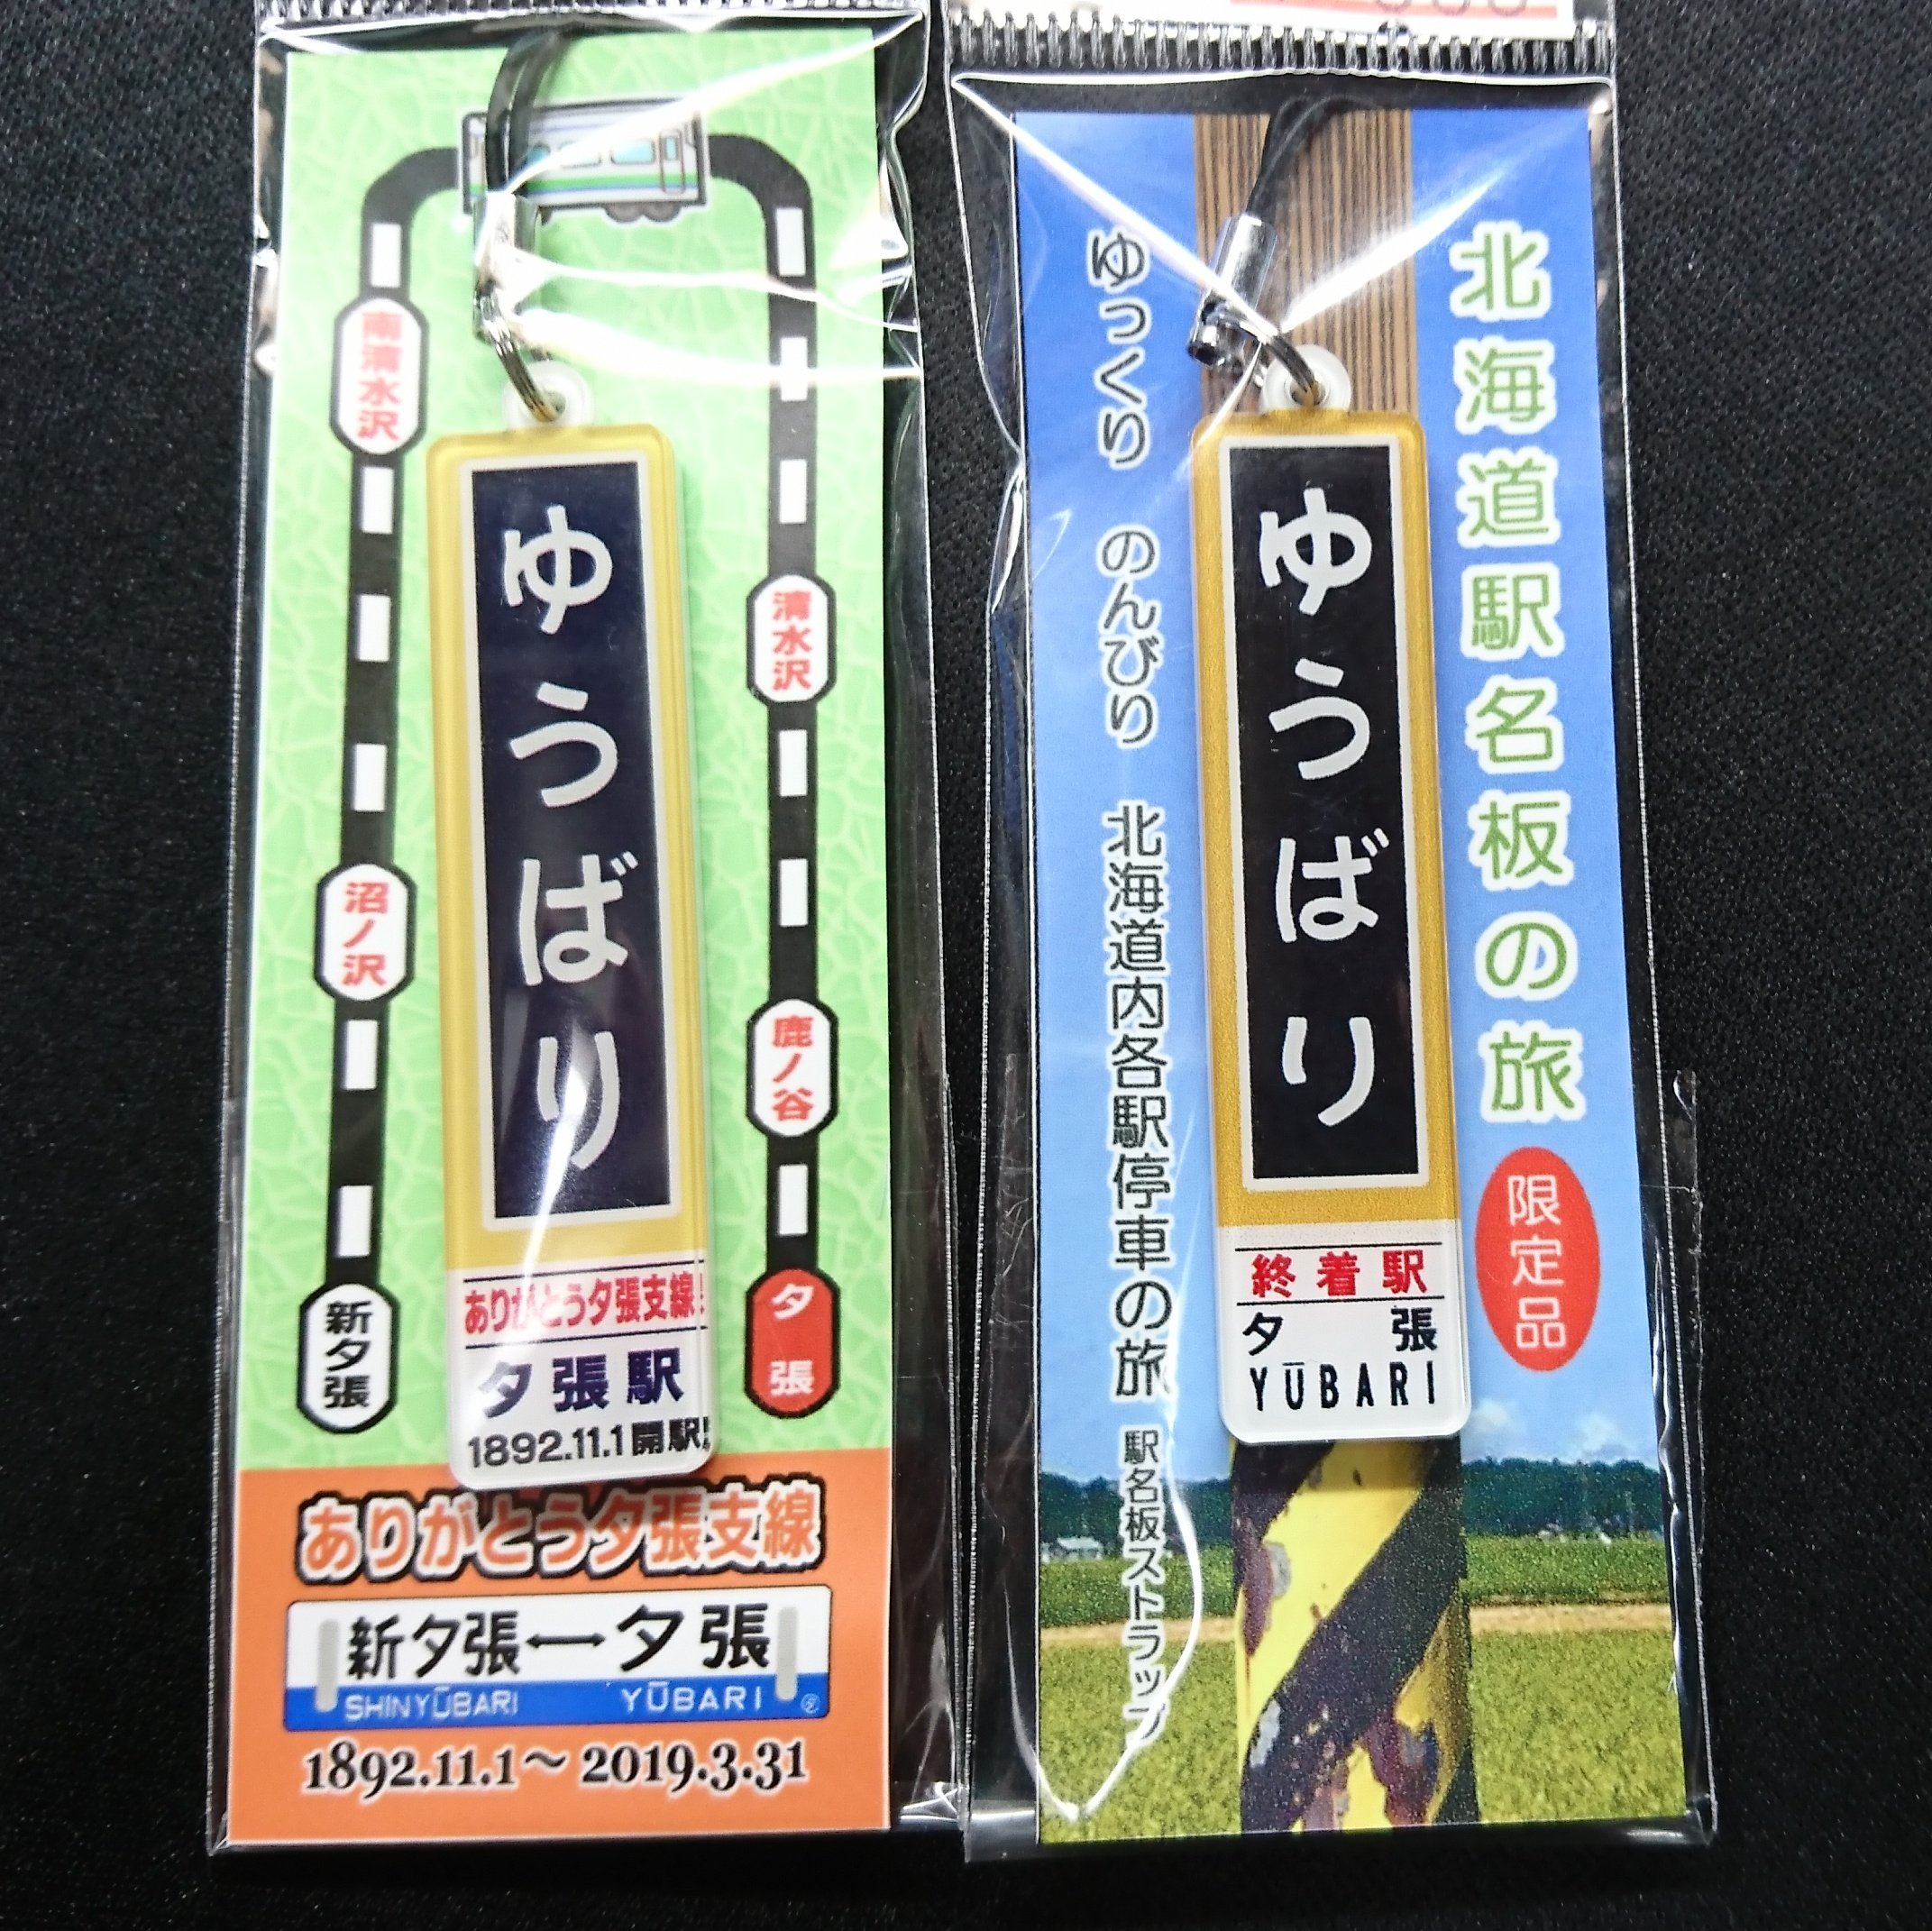 南清水沢
沼ノ沢
新夕張
清水沢
鹿ノ谷
夕張
ゆうばり
ありがとう夕張支線!
夕張駅
1892.11.1開駅!
ありがとう夕張支線
新夕張↔夕張
SHINYŪBARI YŪBARI
1892.11.1〜2019.3.31
北海道駅名板の旅
限定品
ゆっくり のんびり 北海道内各駅停車の旅 駅名板ストラップ
ゆうばり
終着駅
夕張
YŪBARI